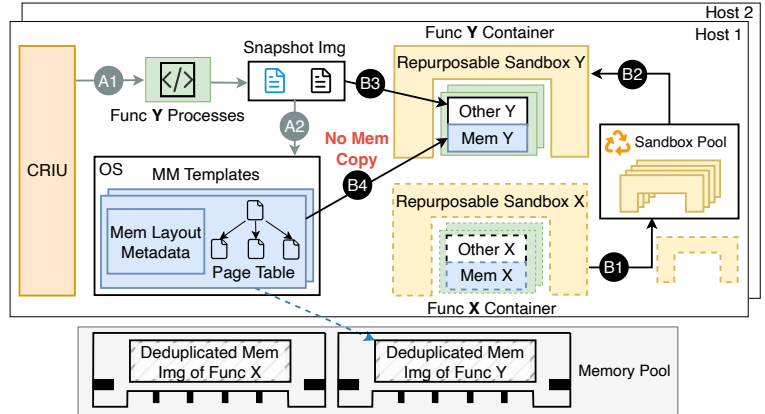 Host 2
Host 1
Func Y Container
Snapshot Img
Repurposable Sandbox Y
A1
B3
B2
Func Y Processes
Other Y
Mem Y
A2
No Mem
Copy
Sandbox Pool
CRIU
OS
MM Templates
B4
Mem Layout
Metadata
Page Table
Repurposable Sandbox X
Other X
Mem X
B1
Func X Container
Deduplicated Mem
Img of Func X
Deduplicated Mem
Img of Func Y
Memory Pool